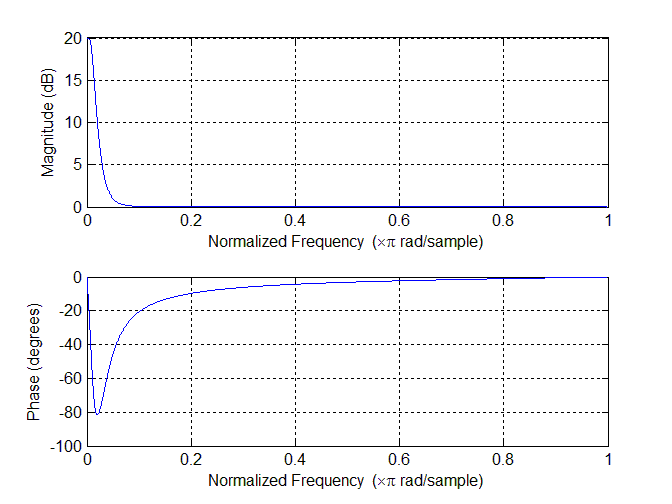 20
15
10
5
0
Magnitude (dB)
0 0.2 0.4 0.6 0.8 1
Normalized Frequency (×π rad/sample)
0
-20
-40
-60
-80
-100
Phase (degrees)
0 0.2 0.4 0.6 0.8 1
Normalized Frequency (×π rad/sample)